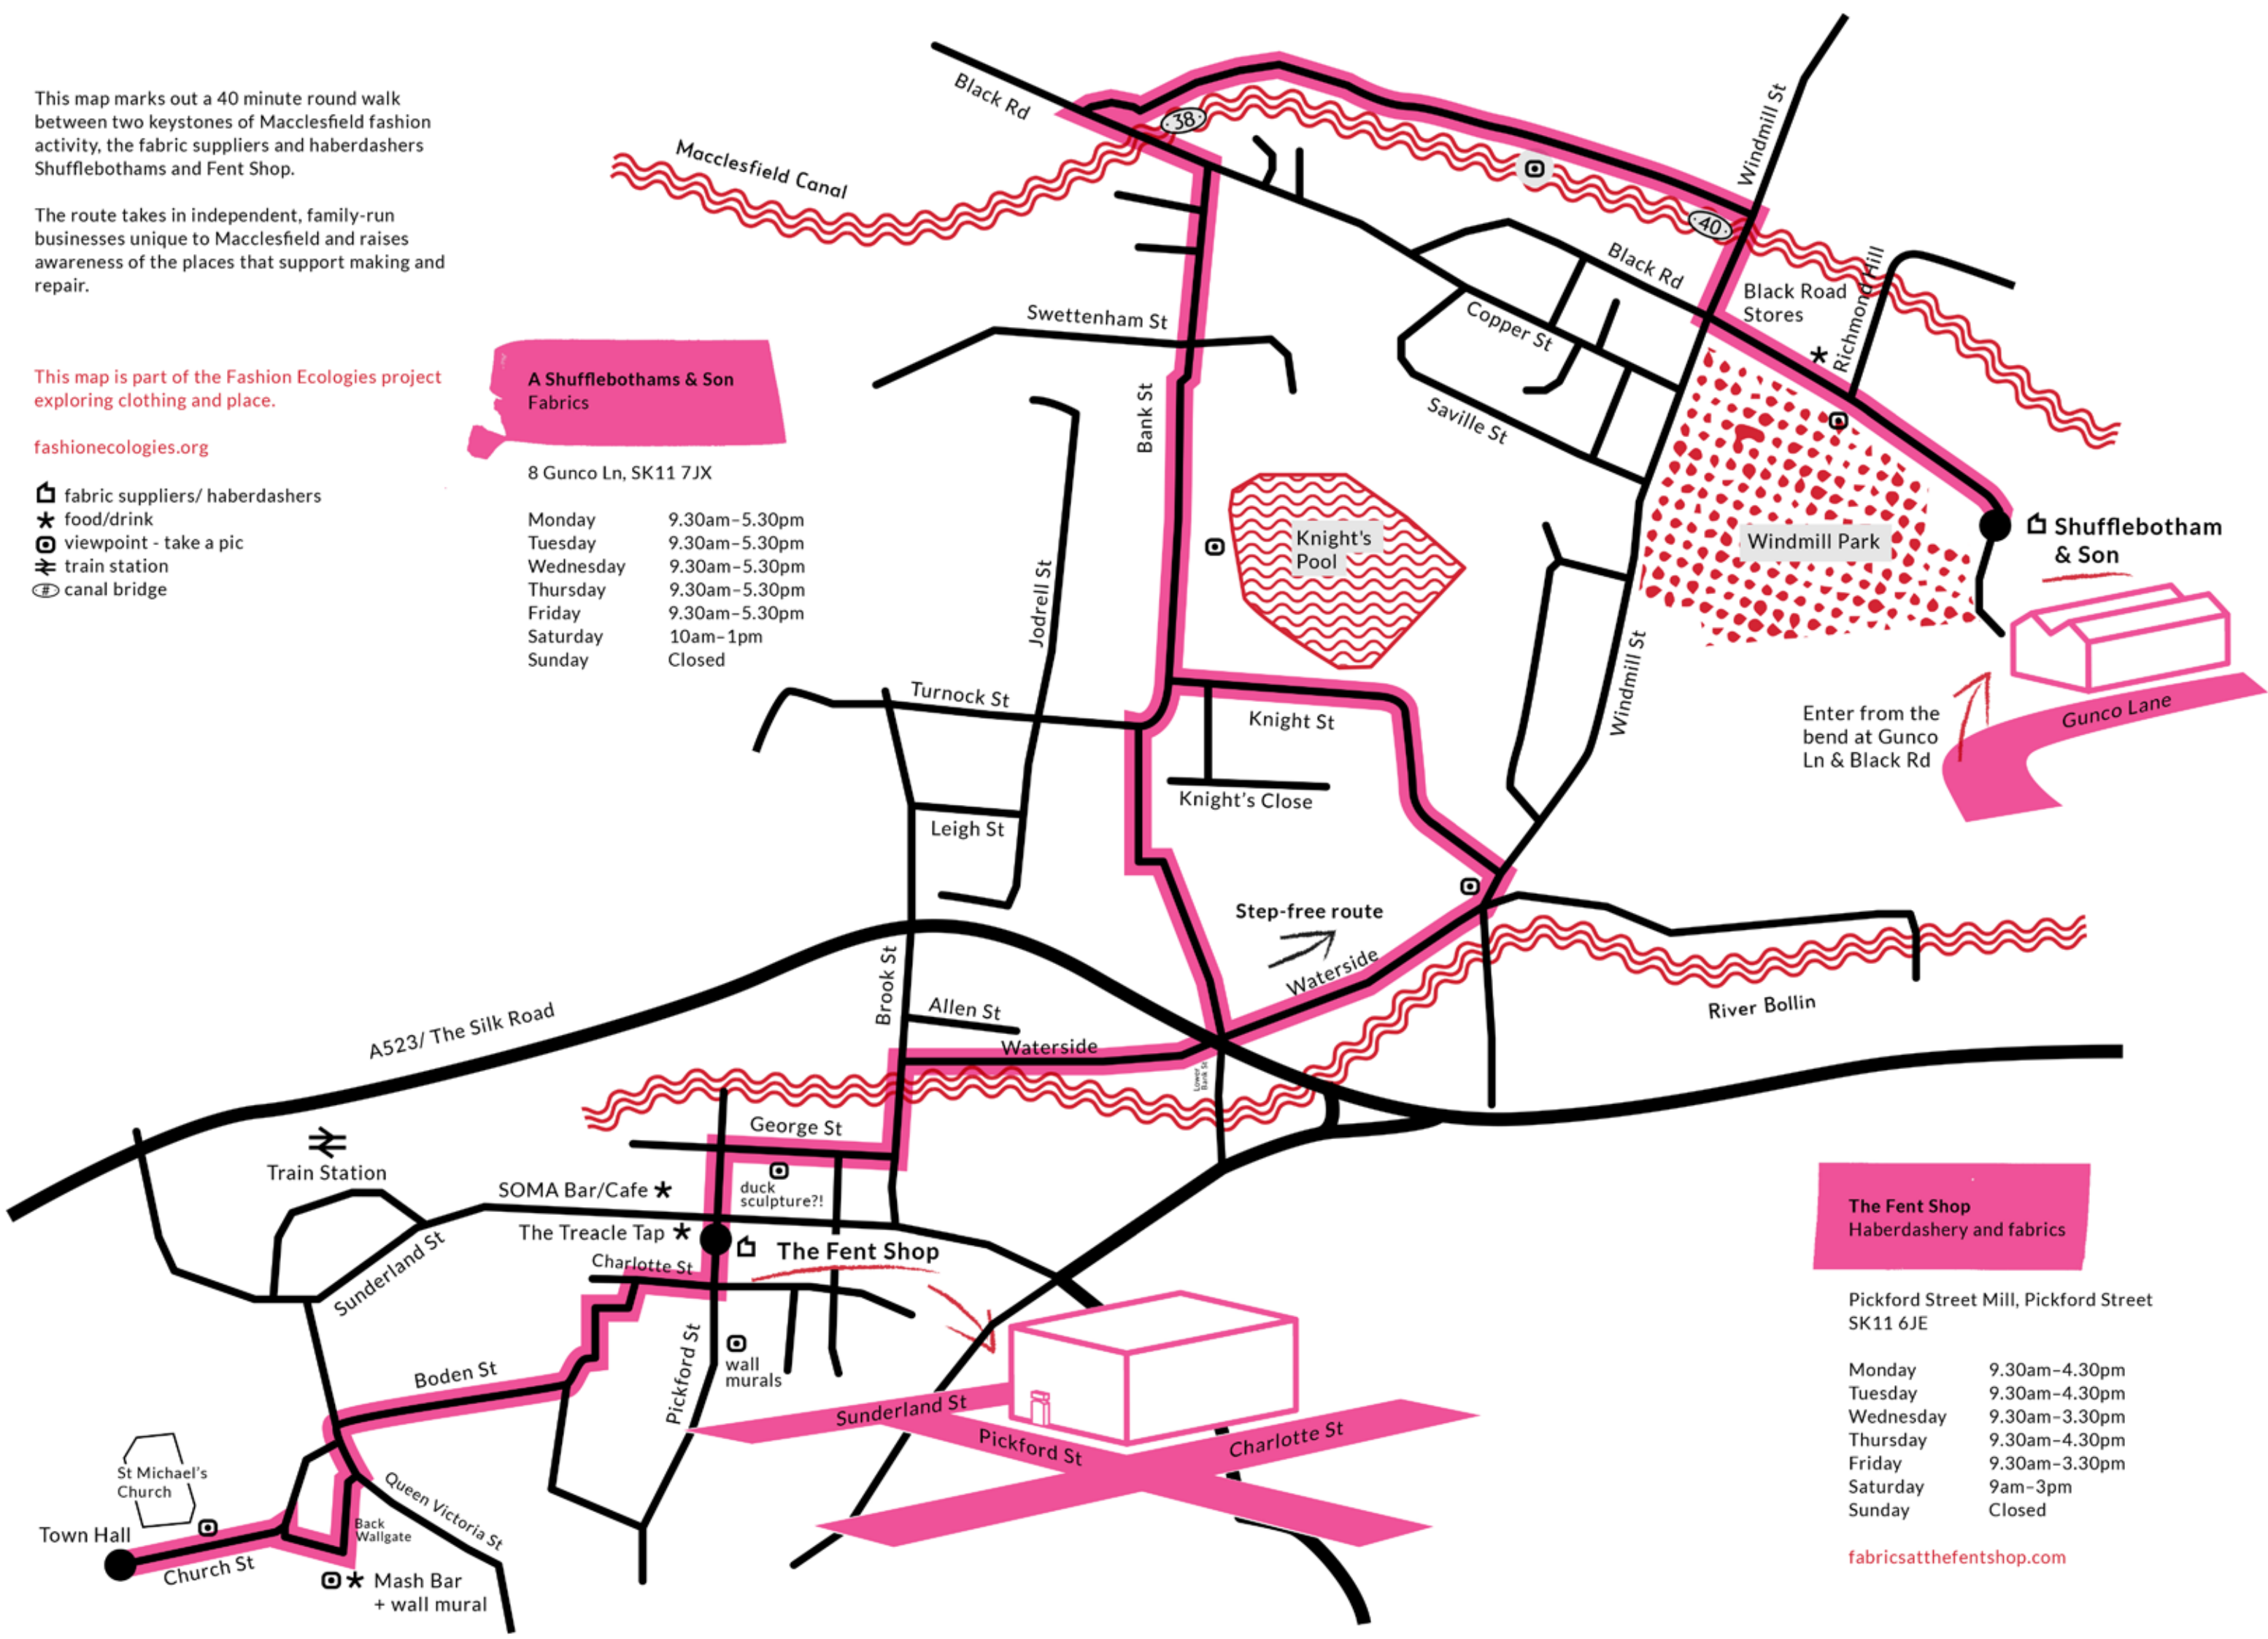 This map marks out a 40 minute round walk
between two keystones of Macclesfield fashion
activity, the fabric suppliers and haberdashers
Shufflebothams and Fent Shop.
The route takes in independent, family-run
businesses unique to Macclesfield and raises
awareness of the places that support making and
repair.
This map is part of the Fashion Ecologies project
exploring clothing and place.
fashionecologies.org
fabric suppliers/ haberdashers
food/drink
viewpoint - take a pic
train station
# canal bridge
A Shufflebothams & Son
Fabrics
8 Gunco Ln, SK11 7JX
Monday 9.30am–5.30pm
Tuesday 9.30am–5.30pm
Wednesday 9.30am–5.30pm
Thursday 9.30am–5.30pm
Friday 9.30am–5.30pm
Saturday 10am–1pm
Sunday Closed
Black Rd
Macclesfield Canal
·38·
Windmill St
·40·
Black Rd
Richmond Hill
Black Road
Stores
Swettenham St
Copper St
Bank St
Saville St
Knight's
Pool
Windmill Park
Shufflebotham
& Son
Jodrell St
Windmill St
Turnock St
Knight St
Enter from the
bend at Gunco
Ln & Black Rd
Gunco Lane
Knight's Close
Leigh St
Step-free route
Waterside
Brook St
Allen St
River Bollin
A523/ The Silk Road
Waterside
Lower
Bank St
George St
Train Station
SOMA Bar/Cafe
duck
sculpture?!
The Treacle Tap
The Fent Shop
Charlotte St
Sunderland St
Pickford St
wall
murals
Boden St
Sunderland St
Pickford St
Charlotte St
St Michael's
Church
Queen Victoria St
Town Hall
Back
Wallgate
Church St
Mash Bar
+ wall mural
The Fent Shop
Haberdashery and fabrics
Pickford Street Mill, Pickford Street
SK11 6JE
Monday 9.30am–4.30pm
Tuesday 9.30am–4.30pm
Wednesday 9.30am–3.30pm
Thursday 9.30am–4.30pm
Friday 9.30am–3.30pm
Saturday 9am–3pm
Sunday Closed
fabricsatthefentshop.com